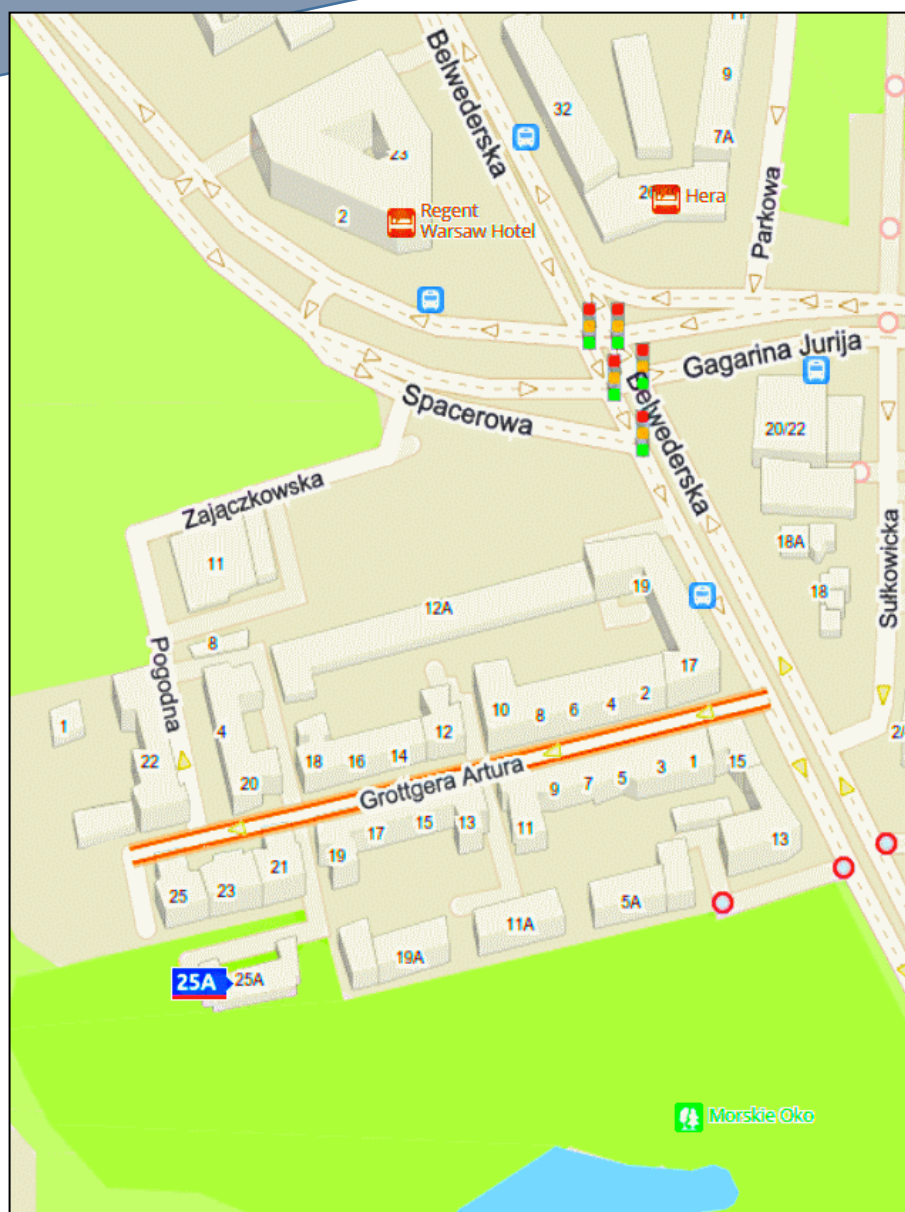 Belwederska
32
9
7A
Parkowa
23
2
Regent
Warsaw Hotel
Hera
Gagarina Jurija
Spacerowa
Belwederska
20/22
Zajączkowska
11
18A
18
Sułkowicka
12A
19
17
Pogodna
8
1
4
22
20
10
8
6
4
2
12
18
16
14
Grottgera Artura
9
7
5
3
1
15
13
11
13
15
17
19
21
23
25
5A
11A
19A
25A
25A
Morskie Oko